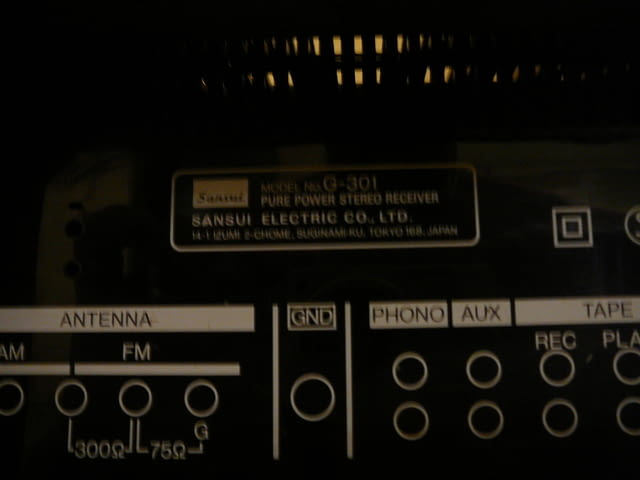 Sansui MODEL No. G-301
PURE POWER STEREO RECEIVER
SANSUI ELECTRIC CO., LTD.
14-1 IZUMI 2-CHOME, SUGINAMI-KU, TOKYO 168, JAPAN
ANTENNA GND PHONO AUX TAPE
AM FM REC PLA
G
300Ω 75Ω